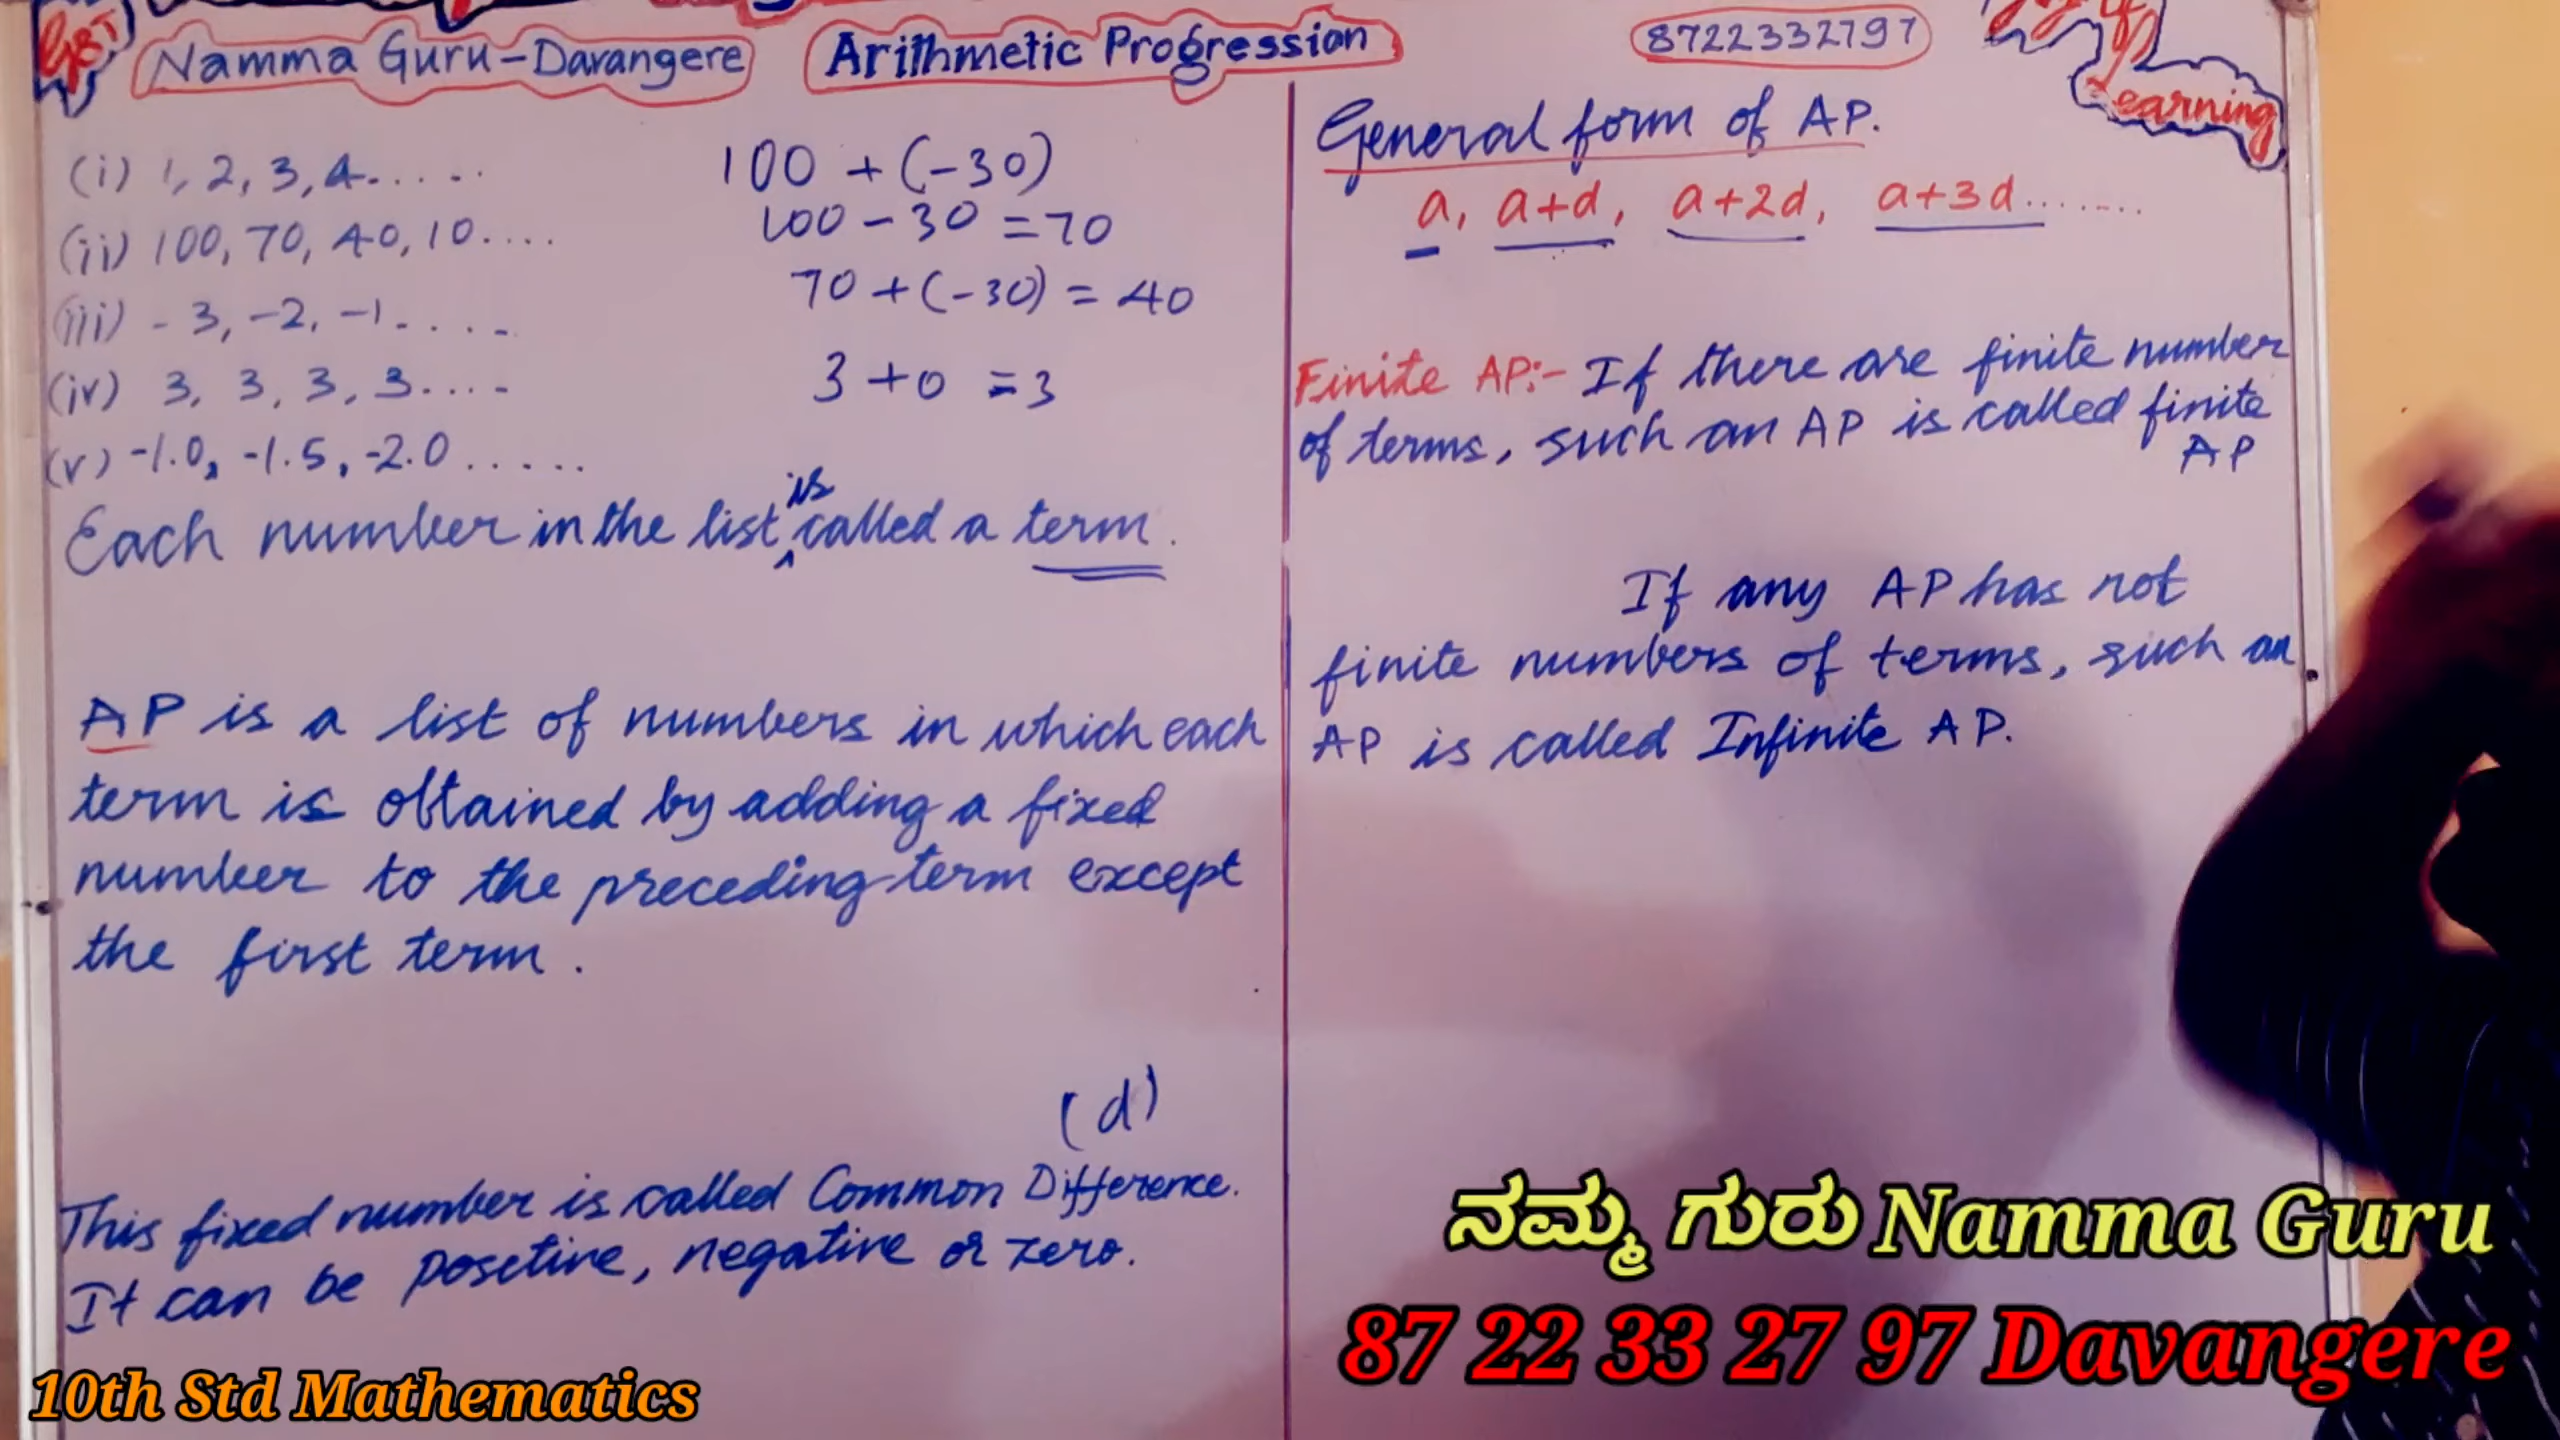 GBT
Namma Guru-Davangere
Arithmetic Progression
8722332797
Learning
(i) 1, 2, 3, 4.....
(ii) 100, 70, 40, 10....
(iii) -3, -2, -1.....
(iv) 3, 3, 3, 3....-
(v) -1.0, -1.5, -2.0.....
100 + (-30)
100 - 30 = 70
70 + (-30) = 40
3 + 0 = 3
Each number in the list is called a term.
AP is a list of numbers in which each
term is obtained by adding a fixed
number to the preceding term except
the first term.
(d)
This fixed number is called Common Difference.
It can be posetive, negative or zero.
General form of AP.
a, a+d, a+2d, a+3d.......
Finite AP:- If there are finite number
of terms, such an AP is called finite
AP
If any AP has not
finite numbers of terms, such an
AP is called Infinite AP.
ನಮ್ಮ ಗುರು Namma Guru
87 22 33 27 97 Davangere
10th Std Mathematics